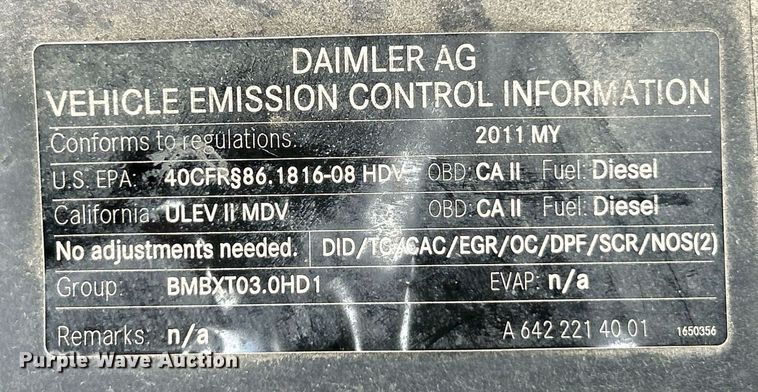 DAIMLER AG
VEHICLE EMISSION CONTROL INFORMATION
Conforms to regulations: 2011 MY
U.S. EPA: 40CFR§86.1816-08 HDV OBD: CA II Fuel: Diesel
California: ULEV II MDV OBD: CA II Fuel: Diesel
No adjustments needed. DID/TC/CAC/EGR/OC/DPF/SCR/NOS(2)
Group: BMBXT03.0HD1 EVAP: n/a
Remarks: n/a A 642 221 40 01 1650356
Purple Wave Auction